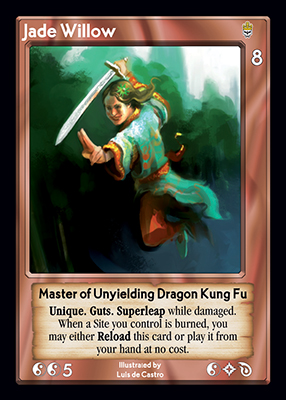 Jade Willow
8
Master of Unyielding Dragon Kung Fu
Unique. Guts. Superleap while damaged.
When a Site you control is burned, you
may either Reload this card or play it from
your hand at no cost.
5
Illustrated by
Luis de Castro